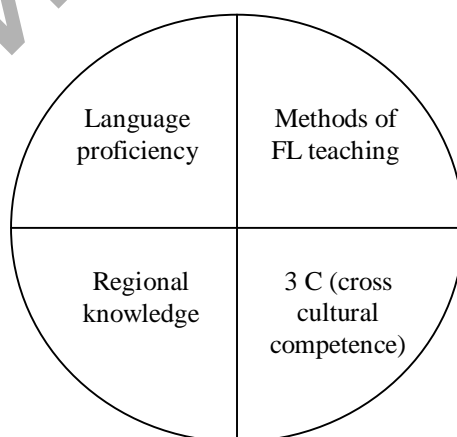 Language
proficiency
Methods of
FL teaching
Regional
knowledge
3 C (cross
cultural
competence)